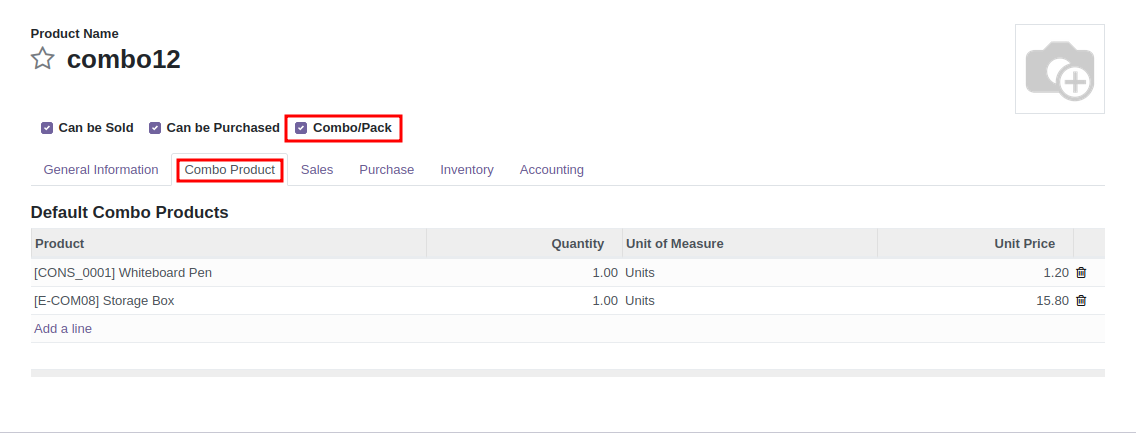 Product Name
combo12
Can be Sold Can be Purchased Combo/Pack
General Information Combo Product Sales Purchase Inventory Accounting
Default Combo Products
Product Quantity Unit of Measure Unit Price
[CONS_0001] Whiteboard Pen 1.00 Units 1.20
[E-COM08] Storage Box 1.00 Units 15.80
Add a line